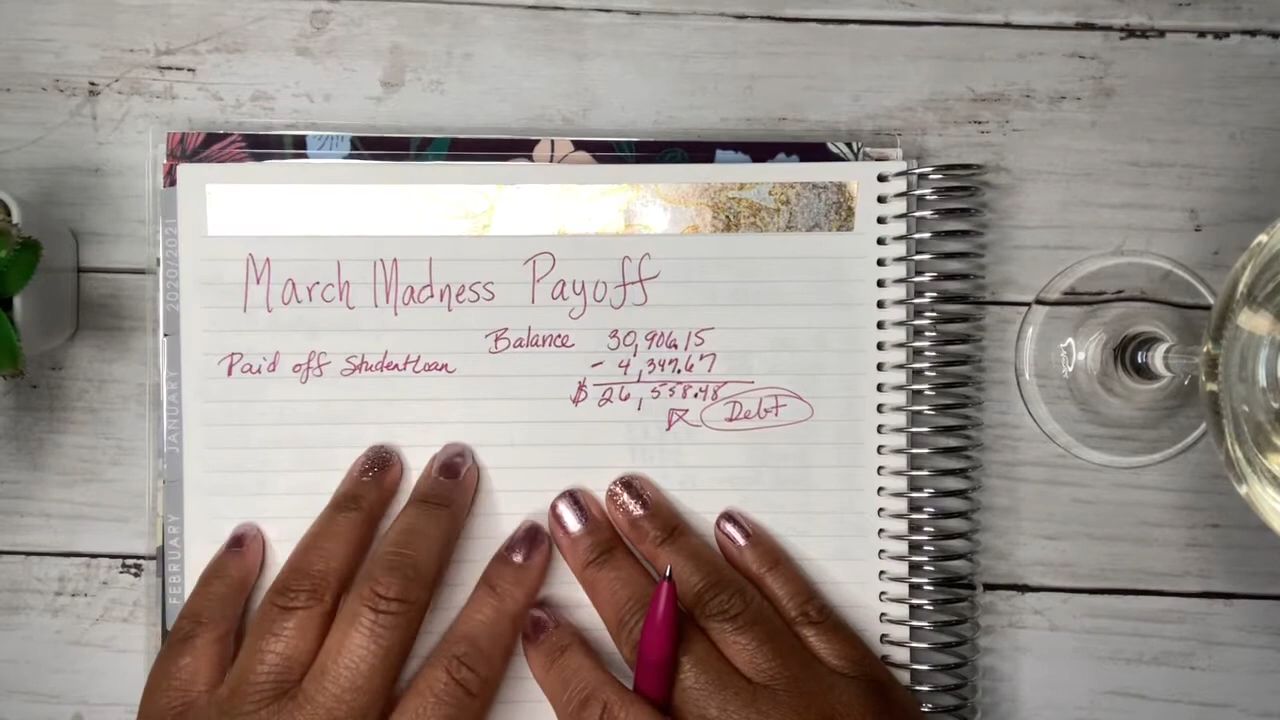 2020/2021
JANUARY
FEBRUARY
March Madness Payoff
Balance 30,906.15
Paid off Student Loan - 4,347.67
$ 26,558.48
Debt